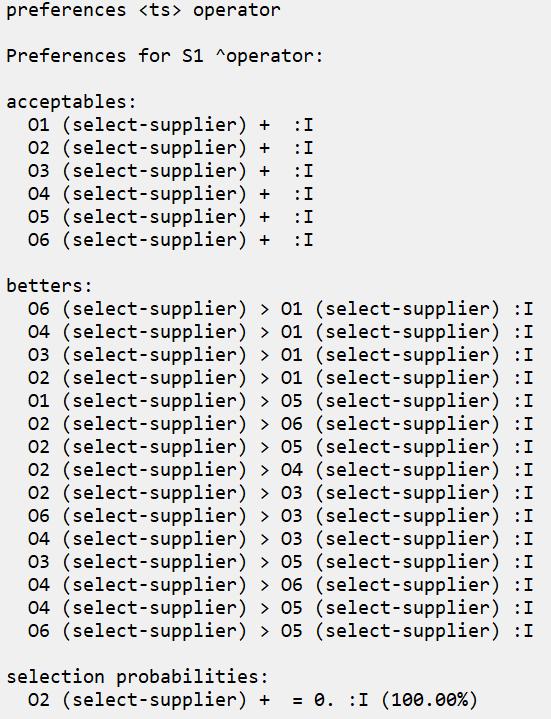 preferences <ts> operator
Preferences for S1 ^operator:
acceptables:
O1 (select-supplier) + :I
O2 (select-supplier) + :I
O3 (select-supplier) + :I
O4 (select-supplier) + :I
O5 (select-supplier) + :I
O6 (select-supplier) + :I
betters:
O6 (select-supplier) > O1 (select-supplier) :I
O4 (select-supplier) > O1 (select-supplier) :I
O3 (select-supplier) > O1 (select-supplier) :I
O2 (select-supplier) > O1 (select-supplier) :I
O1 (select-supplier) > O5 (select-supplier) :I
O2 (select-supplier) > O6 (select-supplier) :I
O2 (select-supplier) > O5 (select-supplier) :I
O2 (select-supplier) > O4 (select-supplier) :I
O2 (select-supplier) > O3 (select-supplier) :I
O6 (select-supplier) > O3 (select-supplier) :I
O4 (select-supplier) > O3 (select-supplier) :I
O3 (select-supplier) > O5 (select-supplier) :I
O4 (select-supplier) > O6 (select-supplier) :I
O4 (select-supplier) > O5 (select-supplier) :I
O6 (select-supplier) > O5 (select-supplier) :I
selection probabilities:
O2 (select-supplier) + = 0. :I (100.00%)